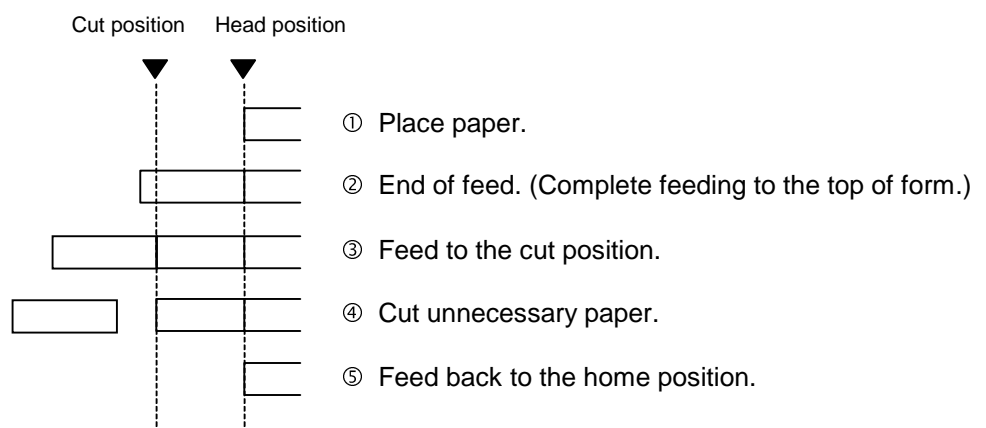 Cut position Head position
① Place paper.
② End of feed. (Complete feeding to the top of form.)
③ Feed to the cut position.
④ Cut unnecessary paper.
⑤ Feed back to the home position.